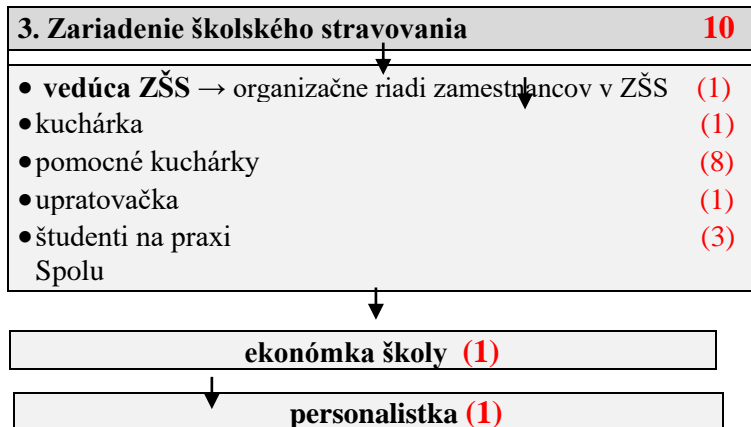 3. Zariadenie školského stravovania 10
• vedúca ZŠS → organizačne riadi zamestnancov v ZŠS (1)
• kuchárka (1)
• pomocné kuchárky (8)
• upratovačka (1)
• študenti na praxi (3)
Spolu
ekonómka školy (1)
personalistka (1)